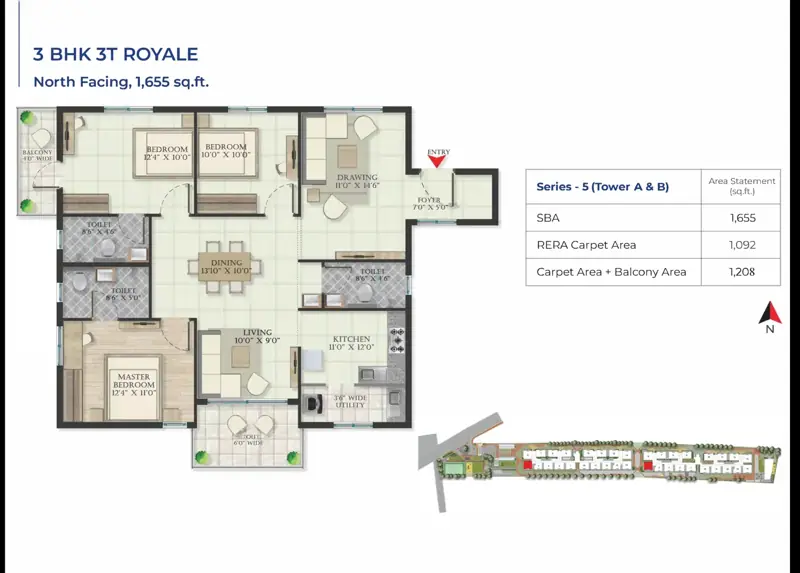 3 BHK 3T ROYALE
North Facing, 1,655 sq.ft.
BALCONY
4'0" WIDE
BEDROOM
12'4" X 10'0"
BEDROOM
10'0" X 10'0"
DRAWING
11'0" X 14'6"
ENTRY
FOYER
7'0" X 5'0"
TOILET
8'6" X 4'6"
TOILET
8'6" X 5'0"
DINING
13'10" X 10'0"
TOILET
8'6" X 4'6"
LIVING
10'0" X 9'0"
KITCHEN
11'0" X 12'0"
MASTER
BEDROOM
12'4" X 11'0"
3'6" WIDE
UTILITY
6'0" WIDE
Series - 5 (Tower A & B)
Area Statement
(sq.ft.)
SBA
1,655
RERA Carpet Area
1,092
Carpet Area + Balcony Area
1,208
N